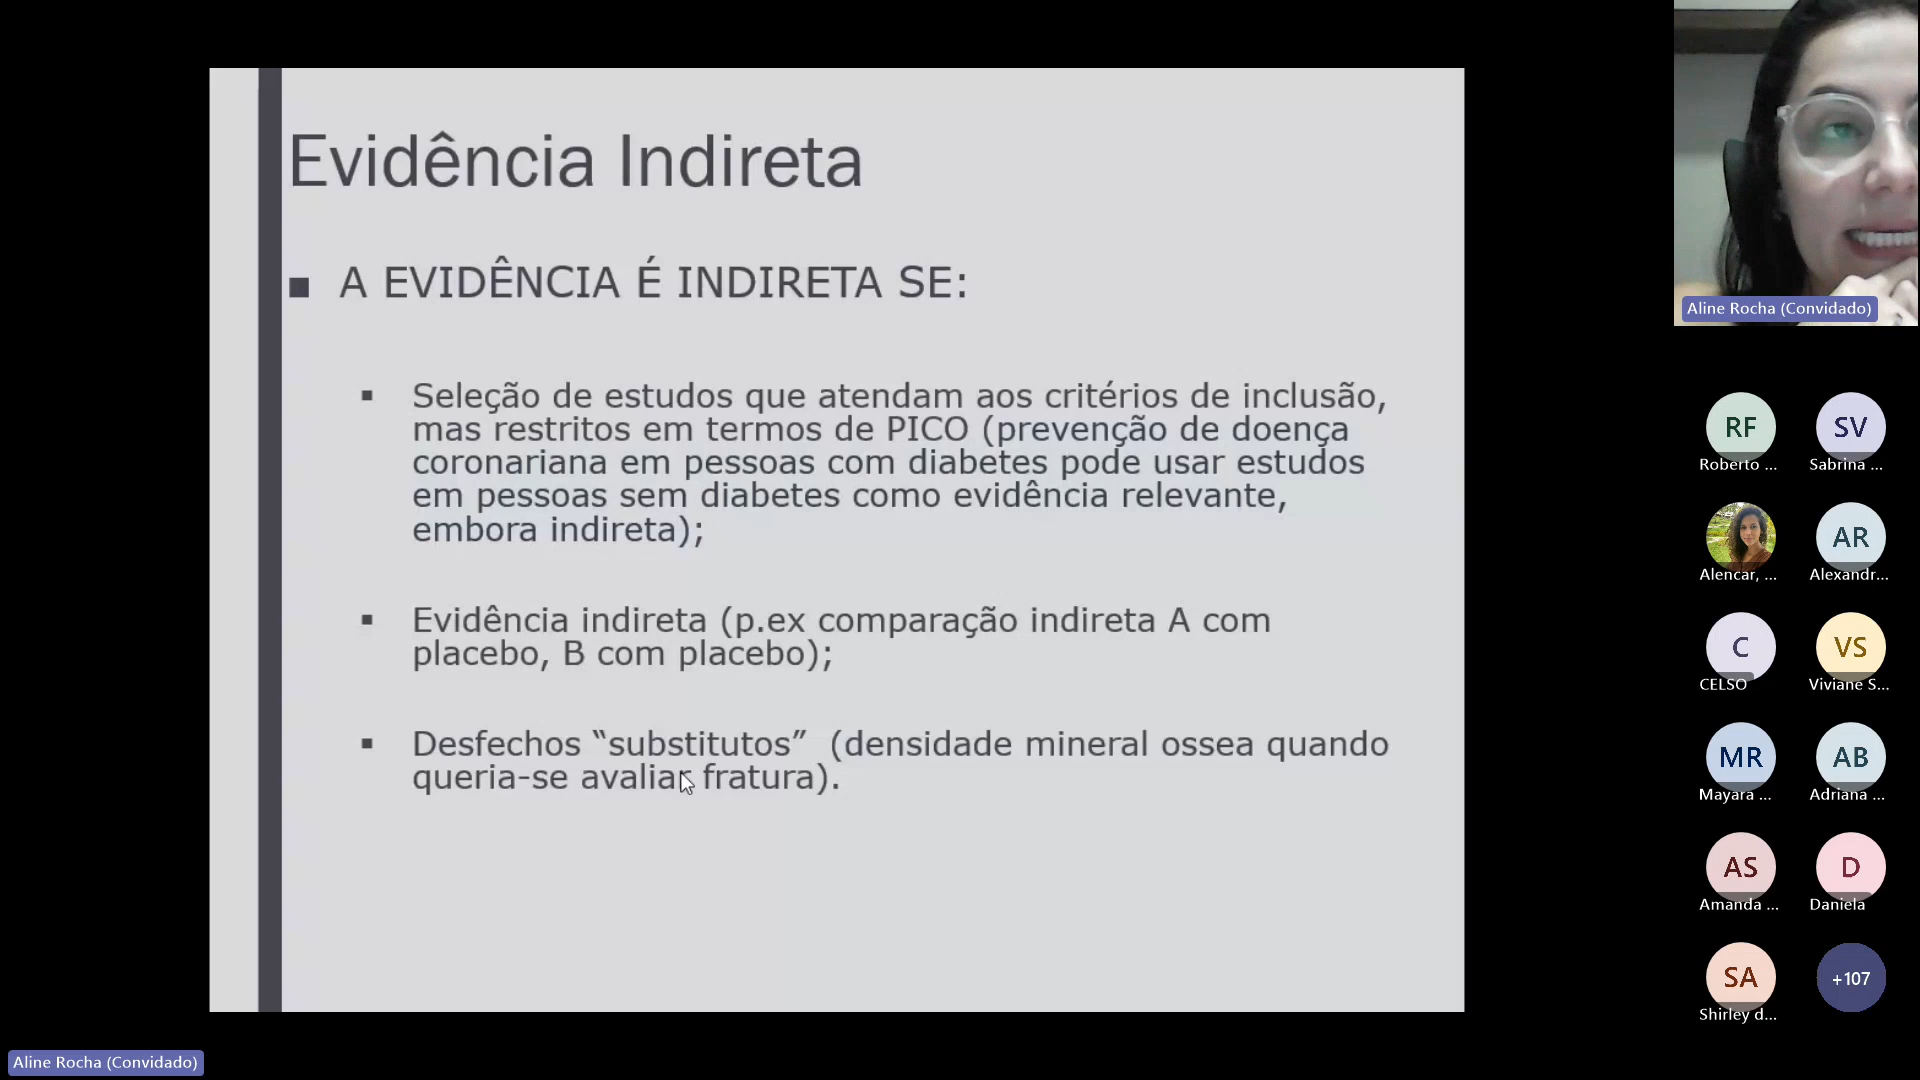 Evidência Indireta
A EVIDÊNCIA É INDIRETA SE:
Seleção de estudos que atendam aos critérios de inclusão,
mas restritos em termos de PICO (prevenção de doença
coronariana em pessoas com diabetes pode usar estudos
em pessoas sem diabetes como evidência relevante,
embora indireta);
Evidência indireta (p.ex comparação indireta A com
placebo, B com placebo);
Desfechos “substitutos” (densidade mineral ossea quando
queria-se avaliar fratura).
Aline Rocha (Convidado)
RF
Roberto ...
SV
Sabrina ...
Alencar, ...
AR
Alexandr...
C
CELSO
VS
Viviane S...
MR
Mayara ...
AB
Adriana ...
AS
Amanda ...
D
Daniela
SA
Shirley d...
+107
Aline Rocha (Convidado)